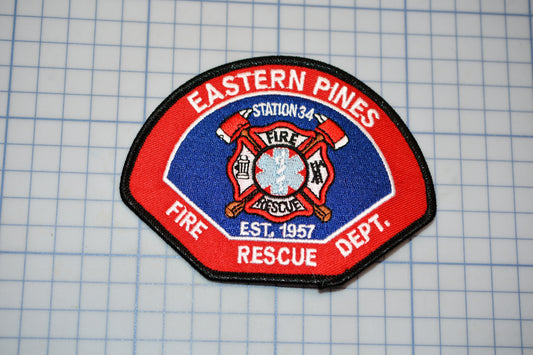 EASTERN PINES
STATION 34
FIRE
RESCUE
EST. 1957
FIRE RESCUE DEPT.